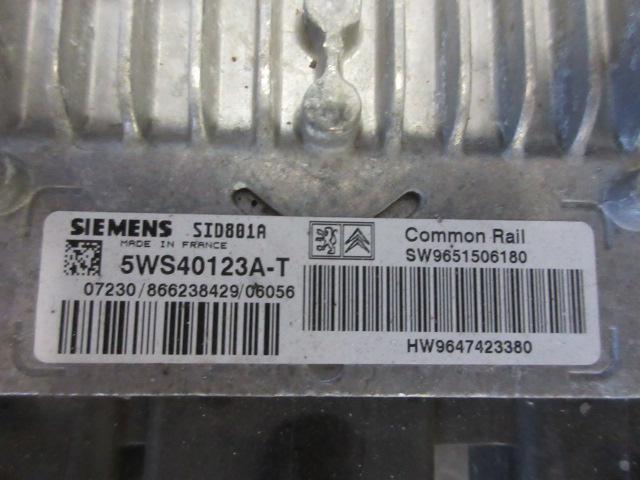 SIEMENS SID801A
MADE IN FRANCE
5WS40123A-T
07230/866238429/06056
Common Rail
SW9651506180
HW9647423380